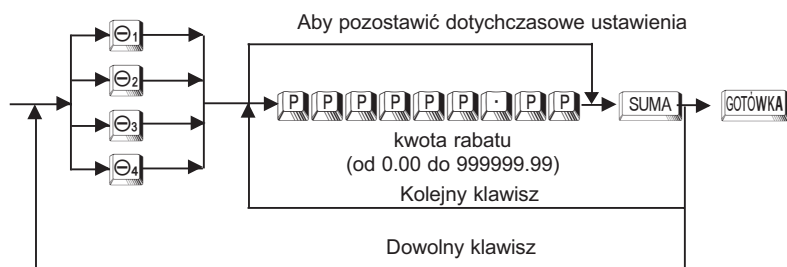 Aby pozostawić dotychczasowe ustawienia
⊖1
⊖2
⊖3
⊖4
P P P P P P · P P
SUMA
GOTÓWKA
kwota rabatu
(od 0.00 do 999999.99)
Kolejny klawisz
Dowolny klawisz